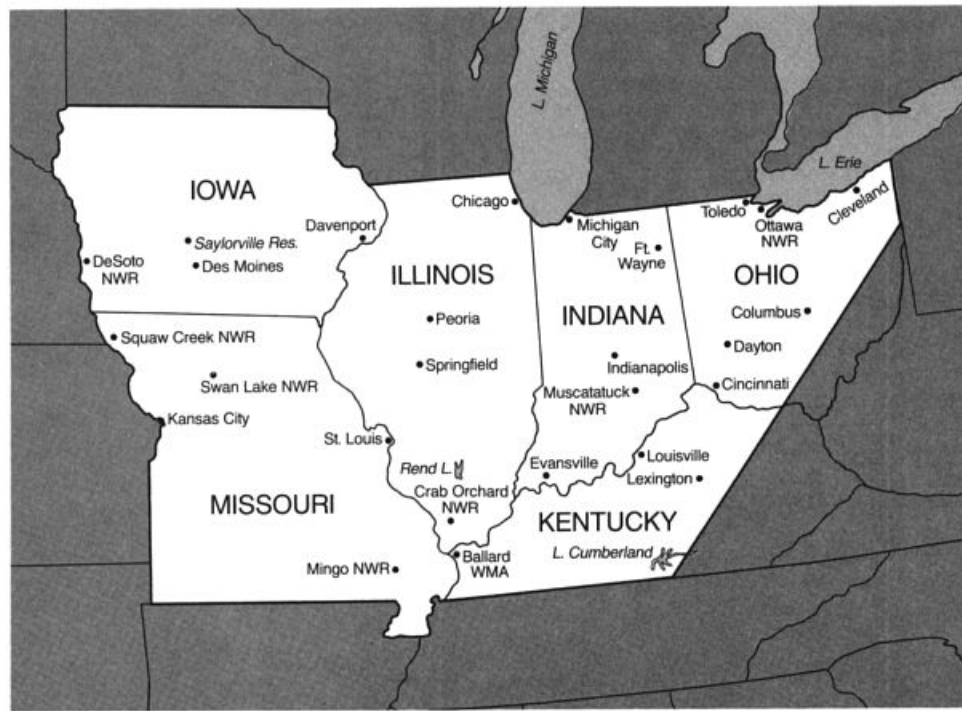 L. Michigan
L. Erie
IOWA
Chicago
Toledo
Cleveland
Davenport
Michigan
City
Ottawa
NWR
Saylorville Res.
Ft.
Wayne
DeSoto
NWR
Des Moines
ILLINOIS
OHIO
Peoria
INDIANA
Columbus
Squaw Creek NWR
Dayton
Springfield
Indianapolis
Swan Lake NWR
Muscatatuck
NWR
Cincinnati
Kansas City
St. Louis
Rend L.
Evansville
Louisville
Lexington
Crab Orchard
NWR
MISSOURI
KENTUCKY
L. Cumberland
Ballard
WMA
Mingo NWR